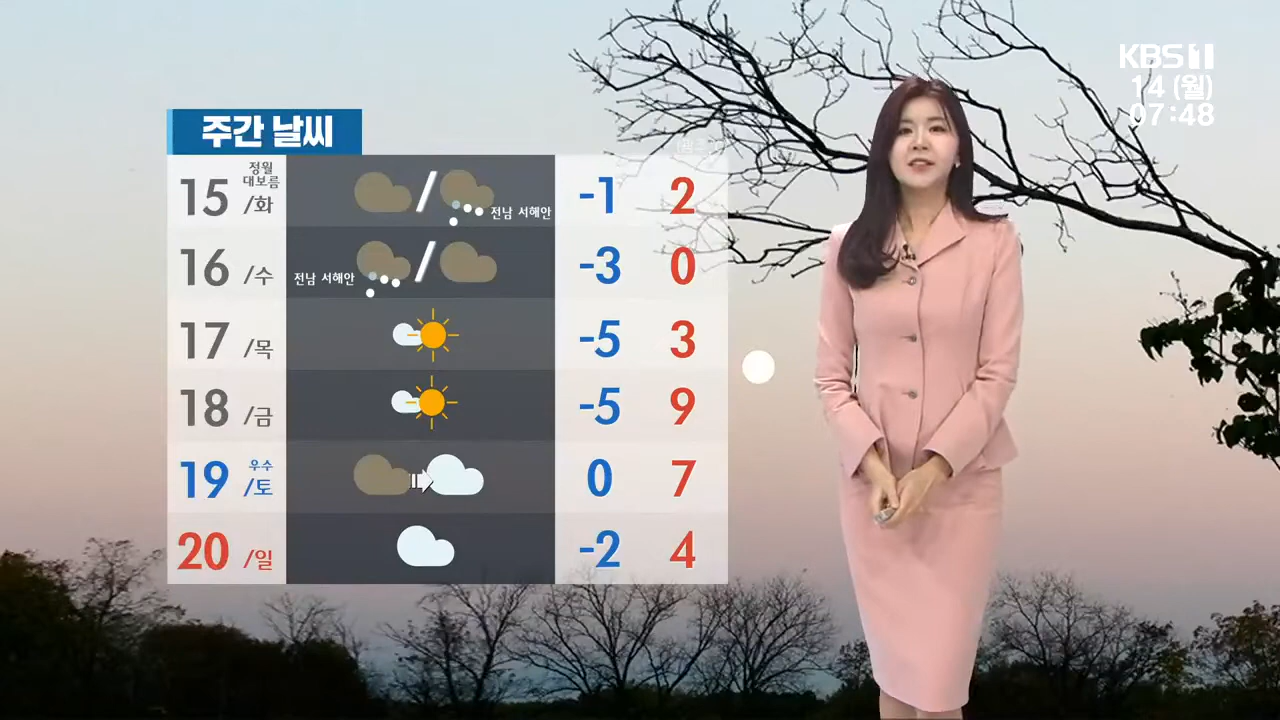 KBS 1
14 (월)
07:48
주간 날씨
정월
대보름
15 /화 전남 서해안 -1 2
16 /수 전남 서해안 -3 0
17 /목 -5 3
18 /금 -5 9
우수
19 /토 0 7
20 /일 -2 4